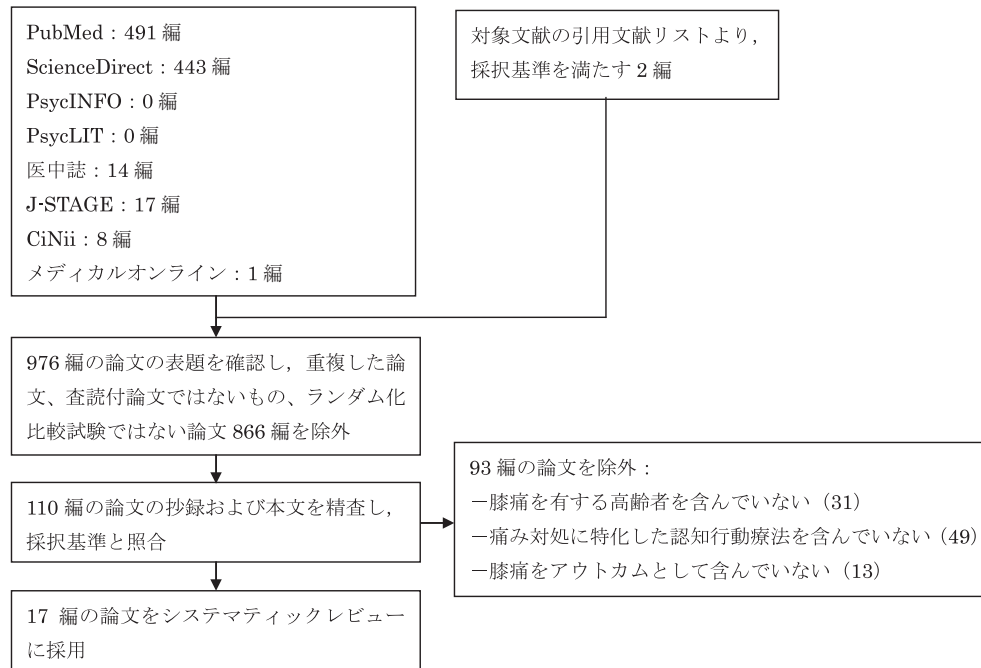 PubMed：491 編
ScienceDirect：443 編
PsycINFO：0 編
PsycLIT：0 編
医中誌：14 編
J-STAGE：17 編
CiNii：8 編
メディカルオンライン：1 編
対象文献の引用文献リストより，
採択基準を満たす 2 編
976 編の論文の表題を確認し，重複した論
文、査読付論文ではないもの、ランダム化
比較試験ではない論文 866 編を除外
110 編の論文の抄録および本文を精査し，
採択基準と照合
93 編の論文を除外：
－膝痛を有する高齢者を含んでいない（31）
－痛み対処に特化した認知行動療法を含んでいない（49）
－膝痛をアウトカムとして含んでいない（13）
17 編の論文をシステマティックレビュー
に採用